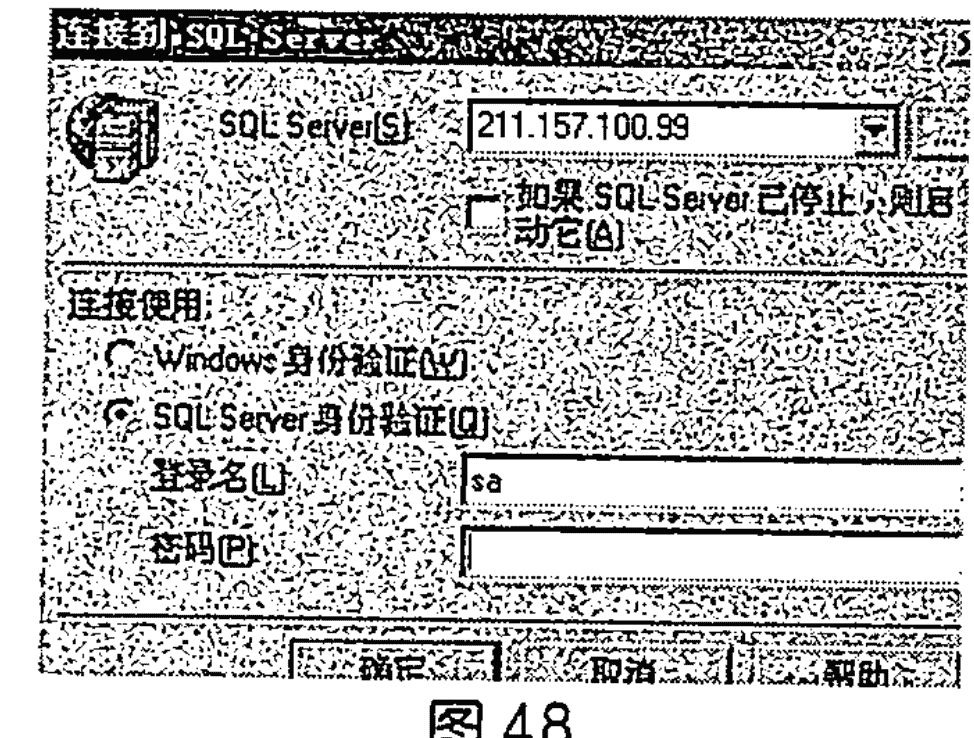 连接到 SQL Server
SQL Server(S): 211.157.100.99
如果 SQL Server 已停止，则启
动它(A)
连接使用:
Windows 身份验证(W)
SQL Server 身份验证(Q)
登录名(L): sa
密码(P):
确定 取消 帮助
图 48